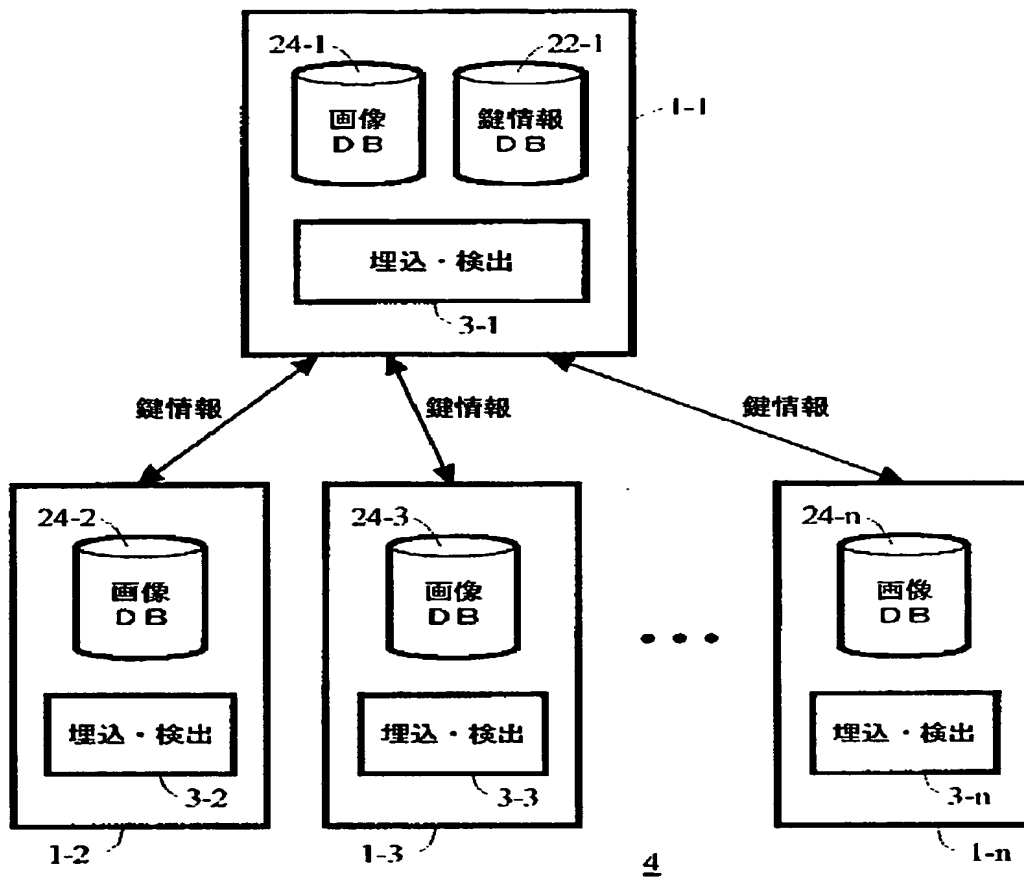 24-1
22-1
画像
DB
鍵情報
DB
1-1
埋込・検出
3-1
鍵情報
鍵情報
鍵情報
24-2
画像
DB
埋込・検出
3-2
1-2
24-3
画像
DB
埋込・検出
3-3
1-3
• • •
24-n
画像
DB
埋込・検出
3-n
1-n
4